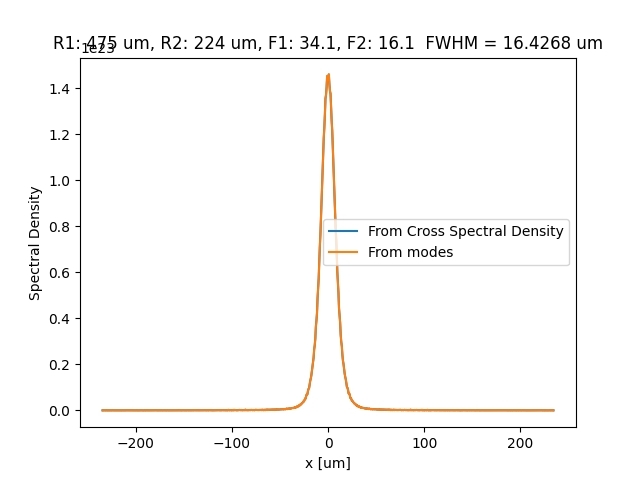 R1: 475 um, R2: 224 um, F1: 34.1, F2: 16.1  FWHM = 16.4268 um
1e23
1.4
1.2
1.0
0.8
0.6
0.4
0.2
0.0
Spectral Density
From Cross Spectral Density
From modes
−200
−100
0
100
200
x [um]